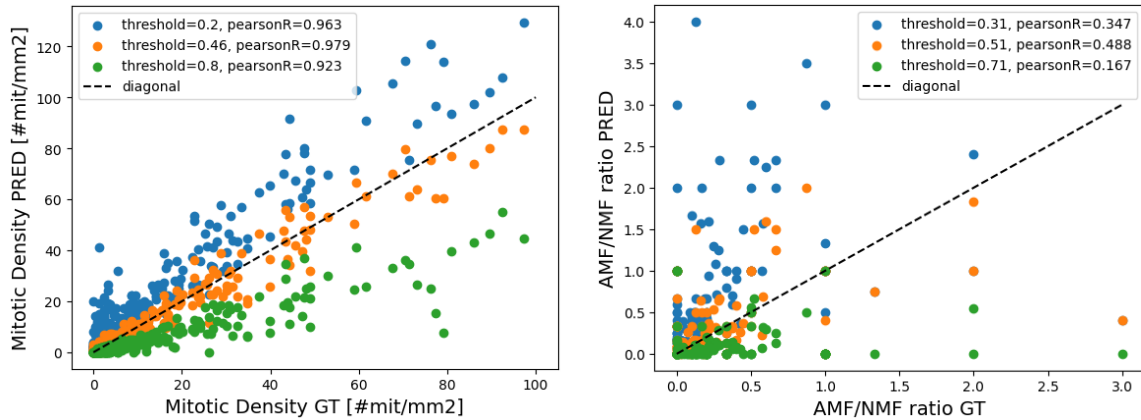 threshold=0.2, pearsonR=0.963
threshold=0.46, pearsonR=0.979
threshold=0.8, pearsonR=0.923
diagonal
120
100
80
60
40
20
0
Mitotic Density PRED [#mit/mm2]
0 20 40 60 80 100
Mitotic Density GT [#mit/mm2]
threshold=0.31, pearsonR=0.347
threshold=0.51, pearsonR=0.488
threshold=0.71, pearsonR=0.167
diagonal
4.0
3.5
3.0
2.5
2.0
1.5
1.0
0.5
0.0
AMF/NMF ratio PRED
0.0 0.5 1.0 1.5 2.0 2.5 3.0
AMF/NMF ratio GT